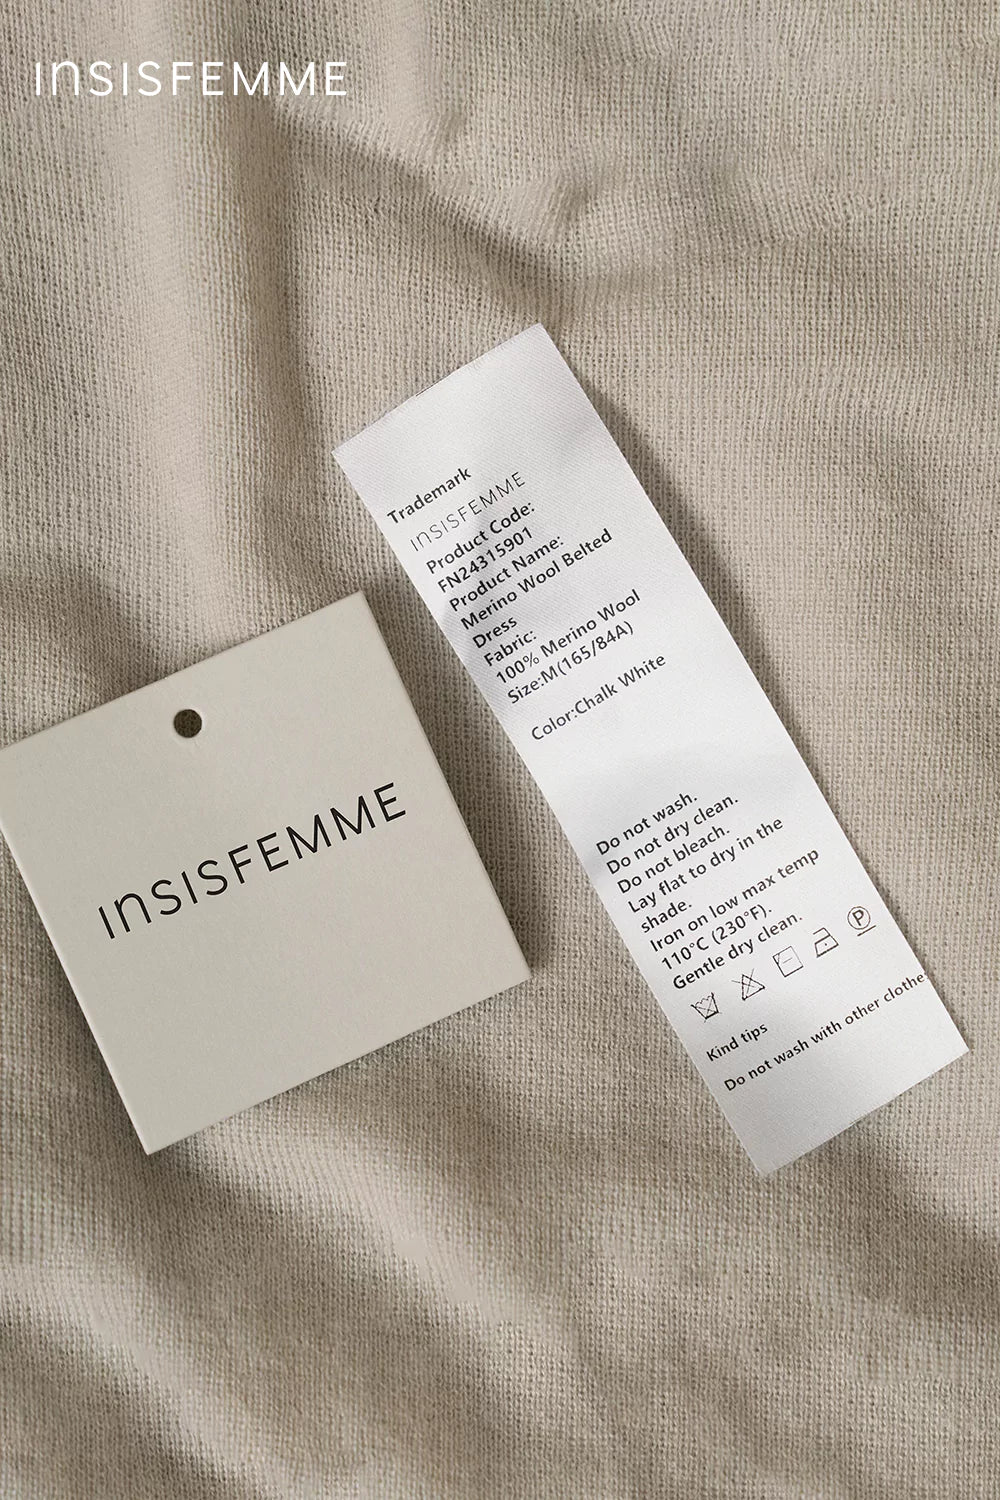 INSISFEMME
Trademark
INSISFEMME
Product Code:
FN24315901
Product Name:
Merino Wool Belted
Dress
Fabric:
100% Merino Wool
Size:M(165/84A)
Color:Chalk White
Do not wash.
Do not dry clean.
Do not bleach.
Lay flat to dry in the
shade.
Iron on low max temp
110°C (230°F).
Gentle dry clean.
P
Kind tips
Do not wash with other clothe
INSISFEMME